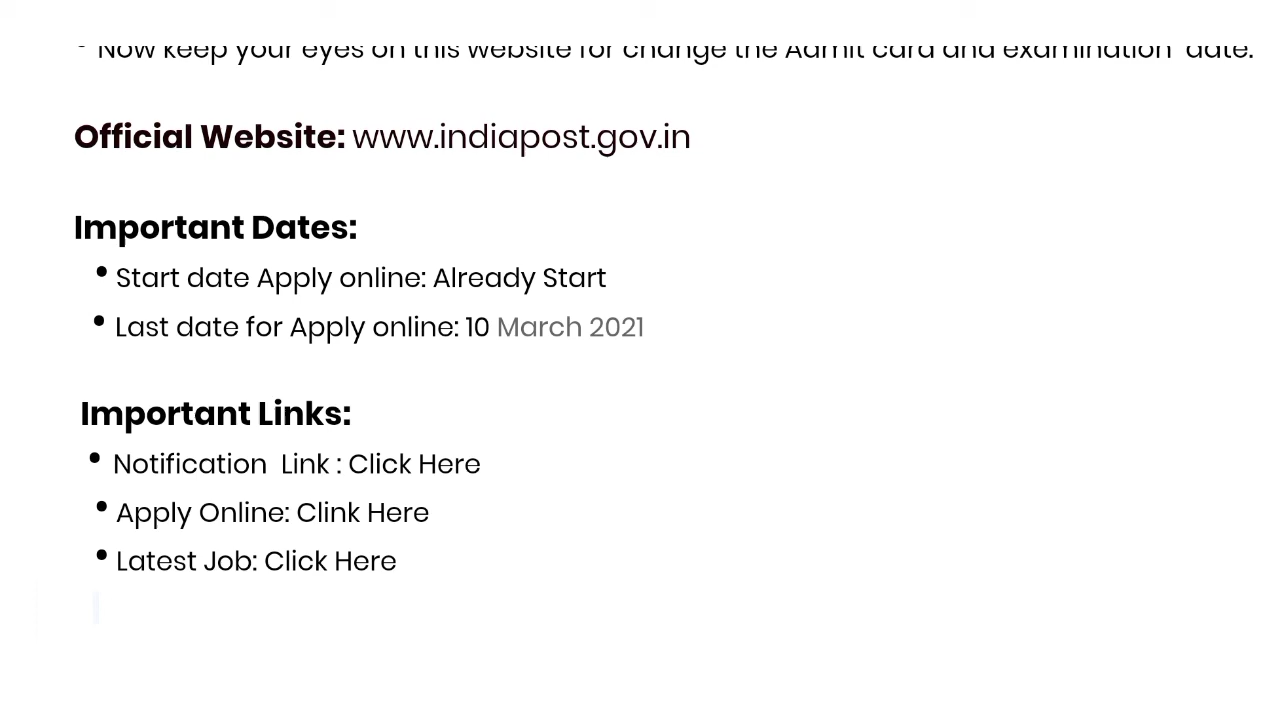 • Now keep your eyes on this website for change the Admit card and examination date.
Official Website: www.indiapost.gov.in
Important Dates:
• Start date Apply online: Already Start
• Last date for Apply online: 10 March 2021
Important Links:
• Notification Link : Click Here
• Apply Online: Clink Here
• Latest Job: Click Here